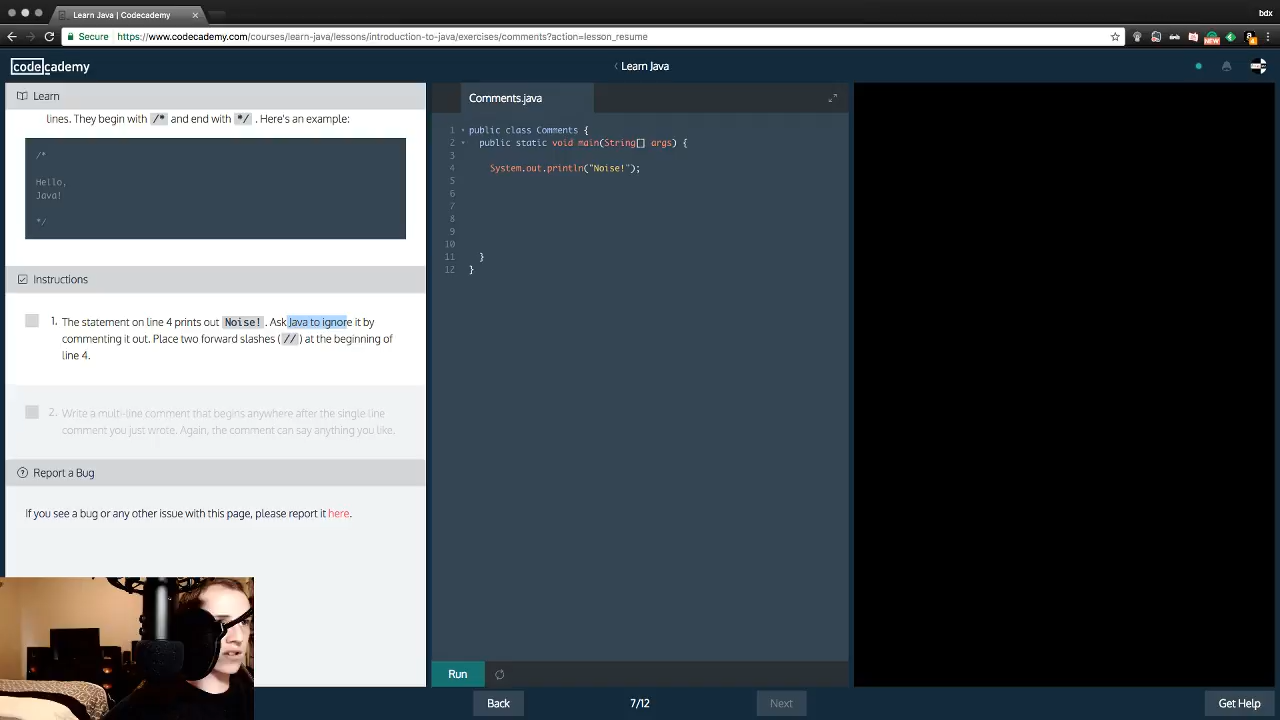 Learn Java | Codecademy
bdx
Secure
https://www.codecademy.com/courses/learn-java/lessons/introduction-to-java/exercises/comments?action=lesson_resume
NEW
codecademy
Learn Java
Learn
lines. They begin with /* and end with */ . Here's an example:
/*
Hello,
Java!
*/
Instructions
1. The statement on line 4 prints out Noise! . Ask Java to ignore it by
commenting it out. Place two forward slashes ( // ) at the beginning of
line 4.
2. Write a multi-line comment that begins anywhere after the single line
comment you just wrote. Again, the comment can say anything you like.
Report a Bug
If you see a bug or any other issue with this page, please report it here.
Comments.java
1 public class Comments {
2 public static void main(String[] args) {
3
4 System.out.println("Noise!");
5
6
7
8
9
10
11 }
12 }
Run
Back
7/12
Next
Get Help